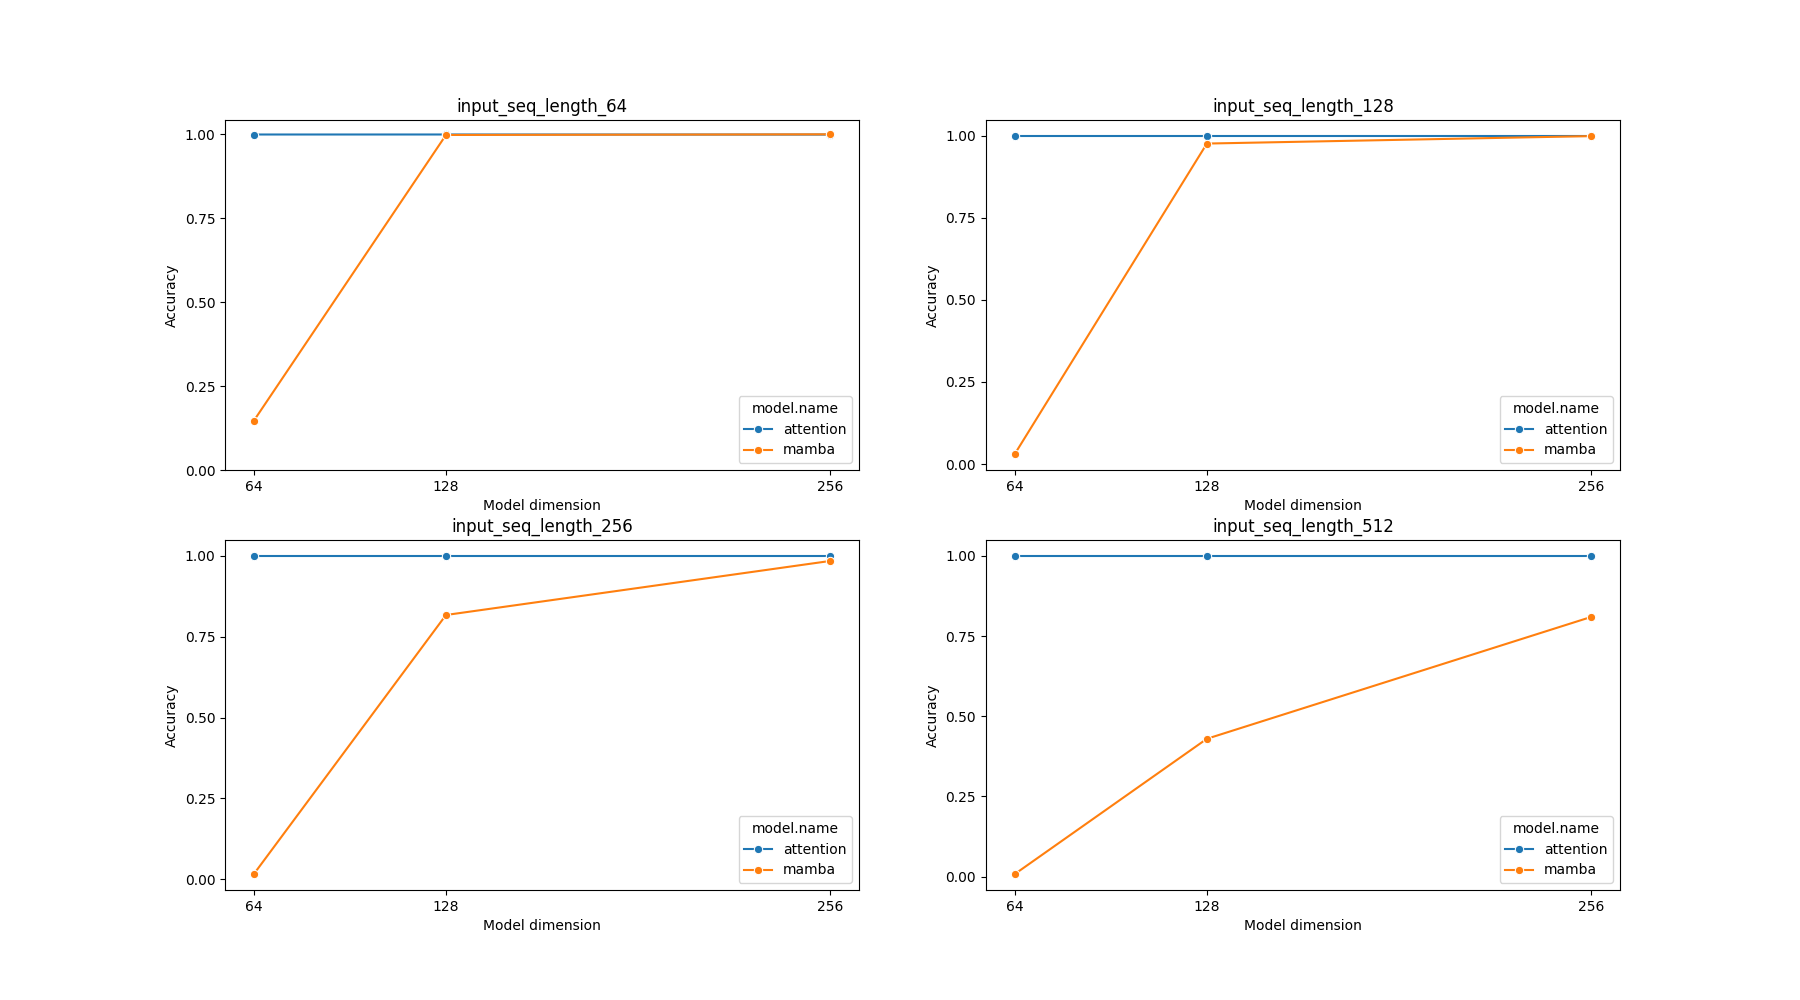 input_seq_length_64
1.00
0.75
0.50
0.25
0.00
Accuracy
64
128
256
Model dimension
model.name
attention
mamba
input_seq_length_128
1.00
0.75
0.50
0.25
0.00
Accuracy
64
128
256
Model dimension
model.name
attention
mamba
input_seq_length_256
1.00
0.75
0.50
0.25
0.00
Accuracy
64
128
256
Model dimension
model.name
attention
mamba
input_seq_length_512
1.00
0.75
0.50
0.25
0.00
Accuracy
64
128
256
Model dimension
model.name
attention
mamba